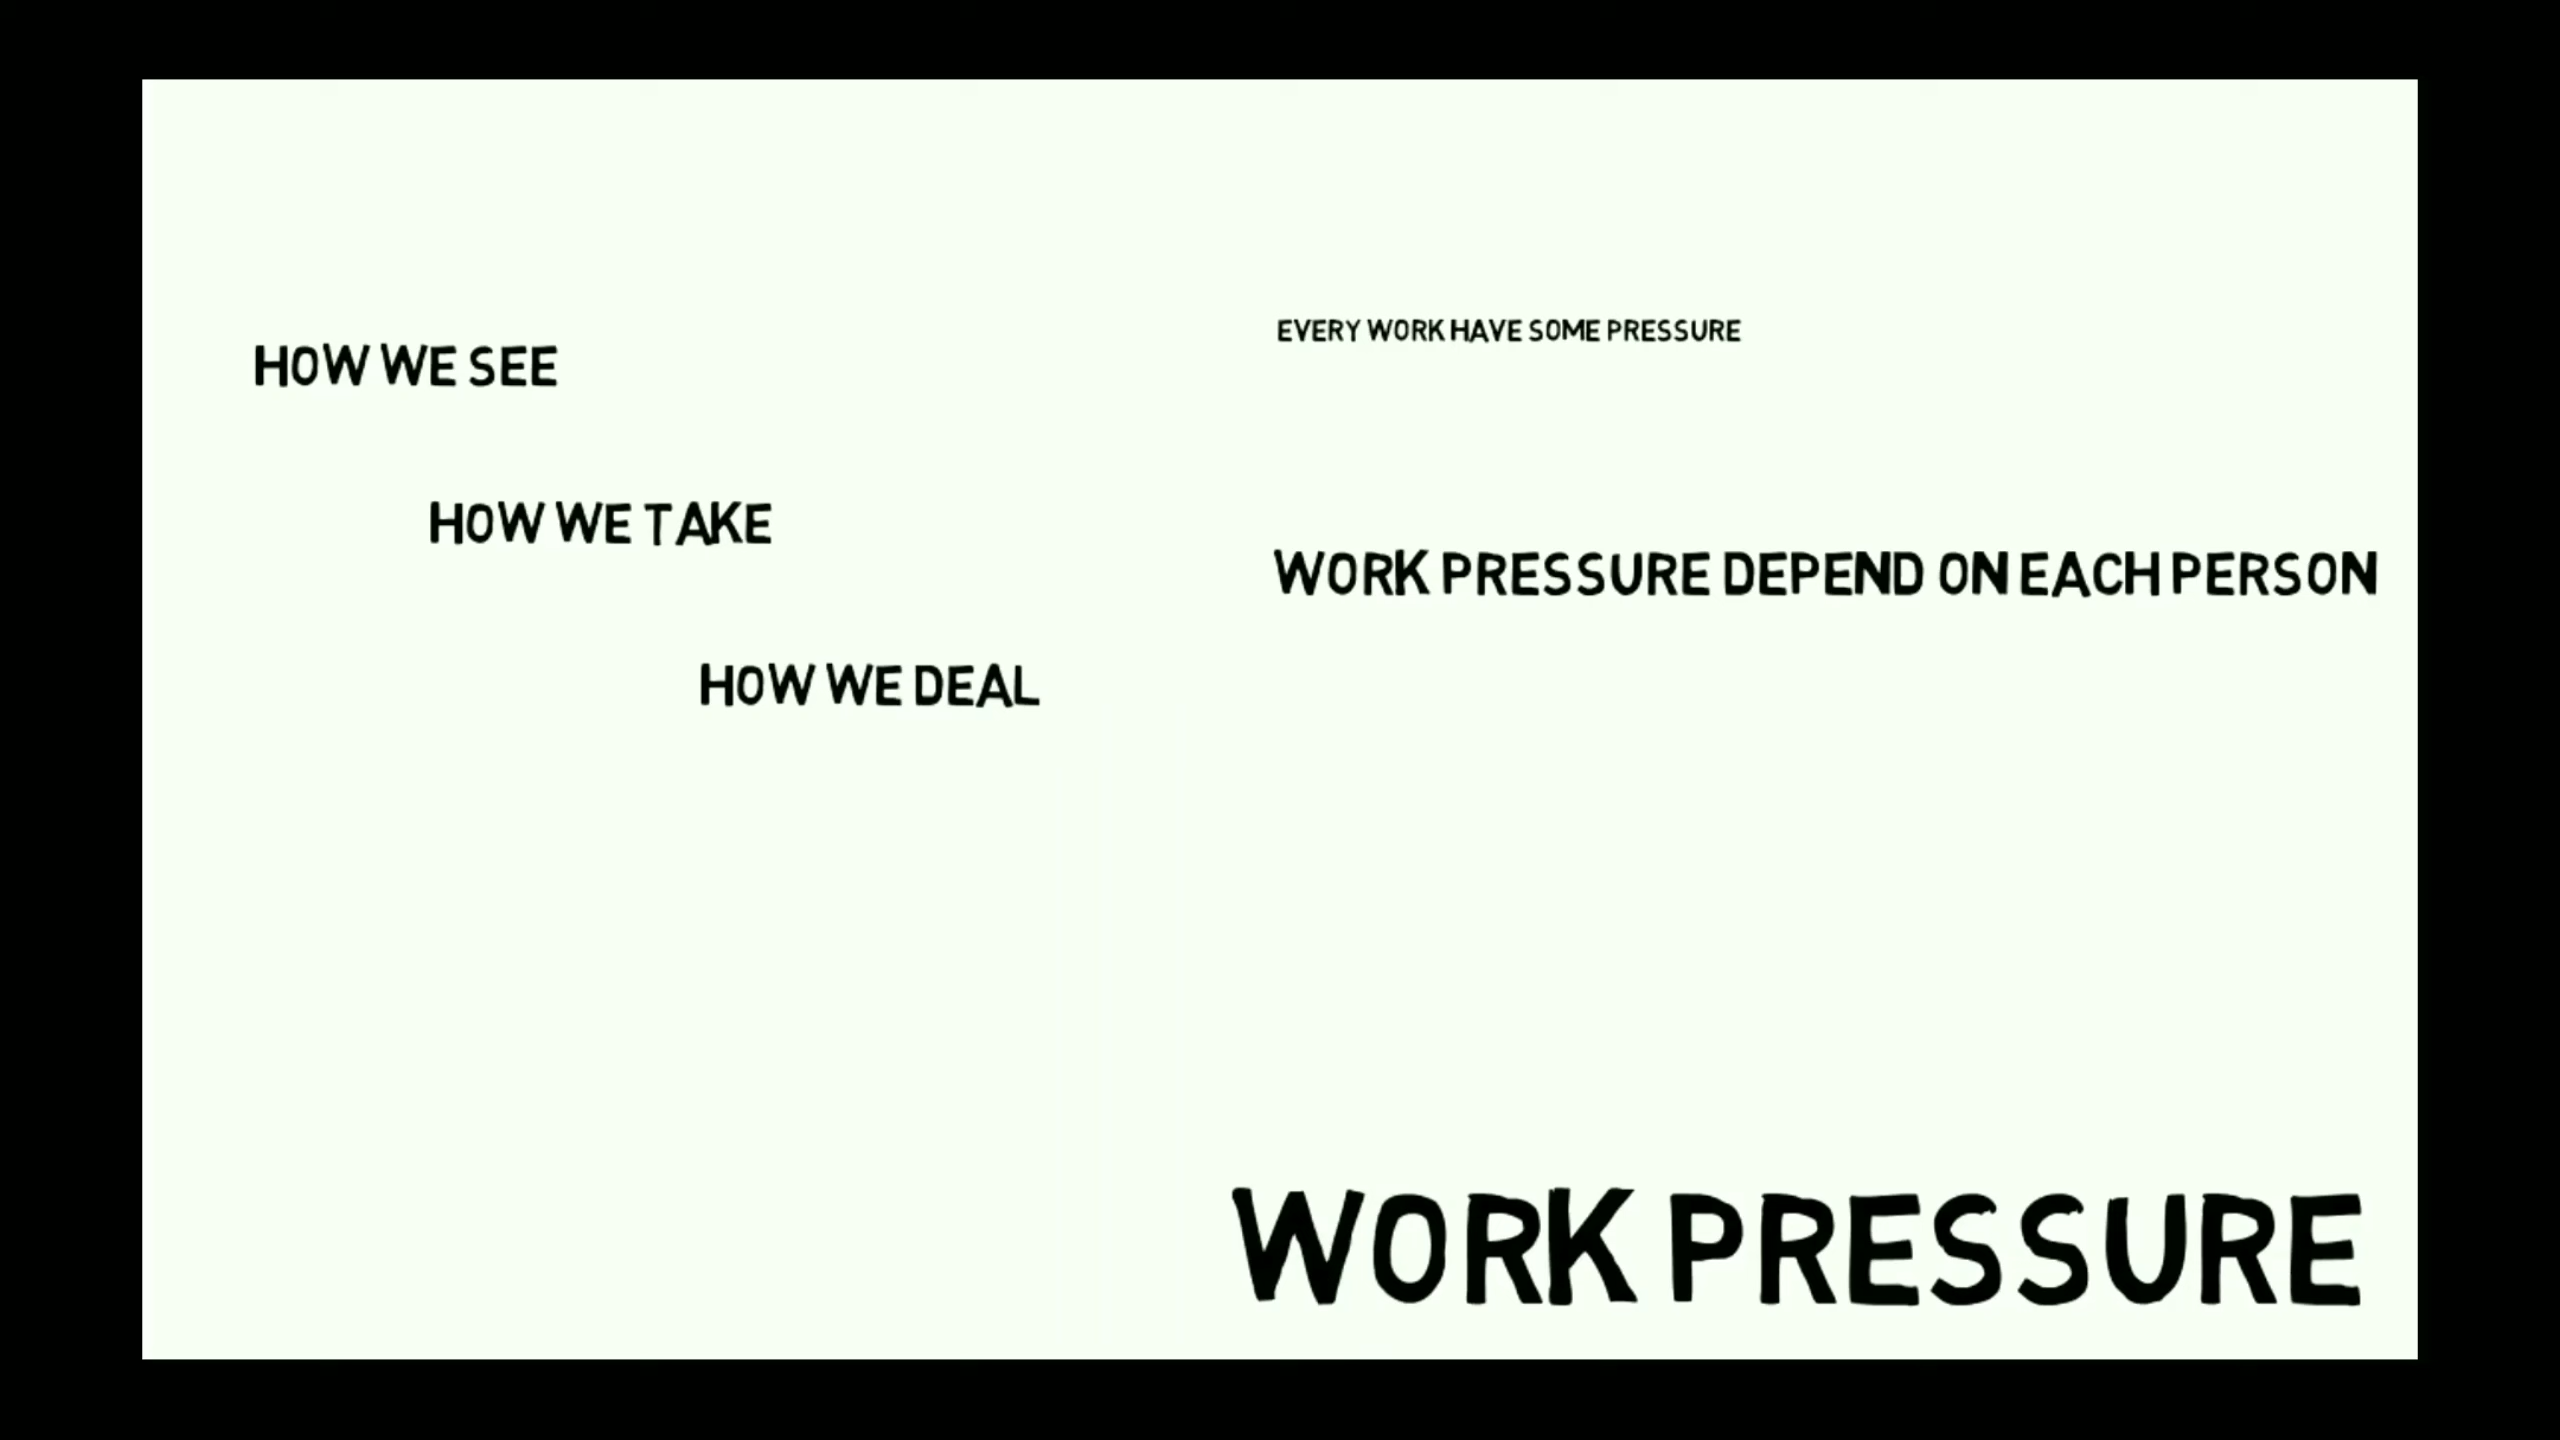 HOW WE SEE
HOW WE TAKE
HOW WE DEAL
EVERY WORK HAVE SOME PRESSURE
WORK PRESSURE DEPEND ON EACH PERSON
WORK PRESSURE